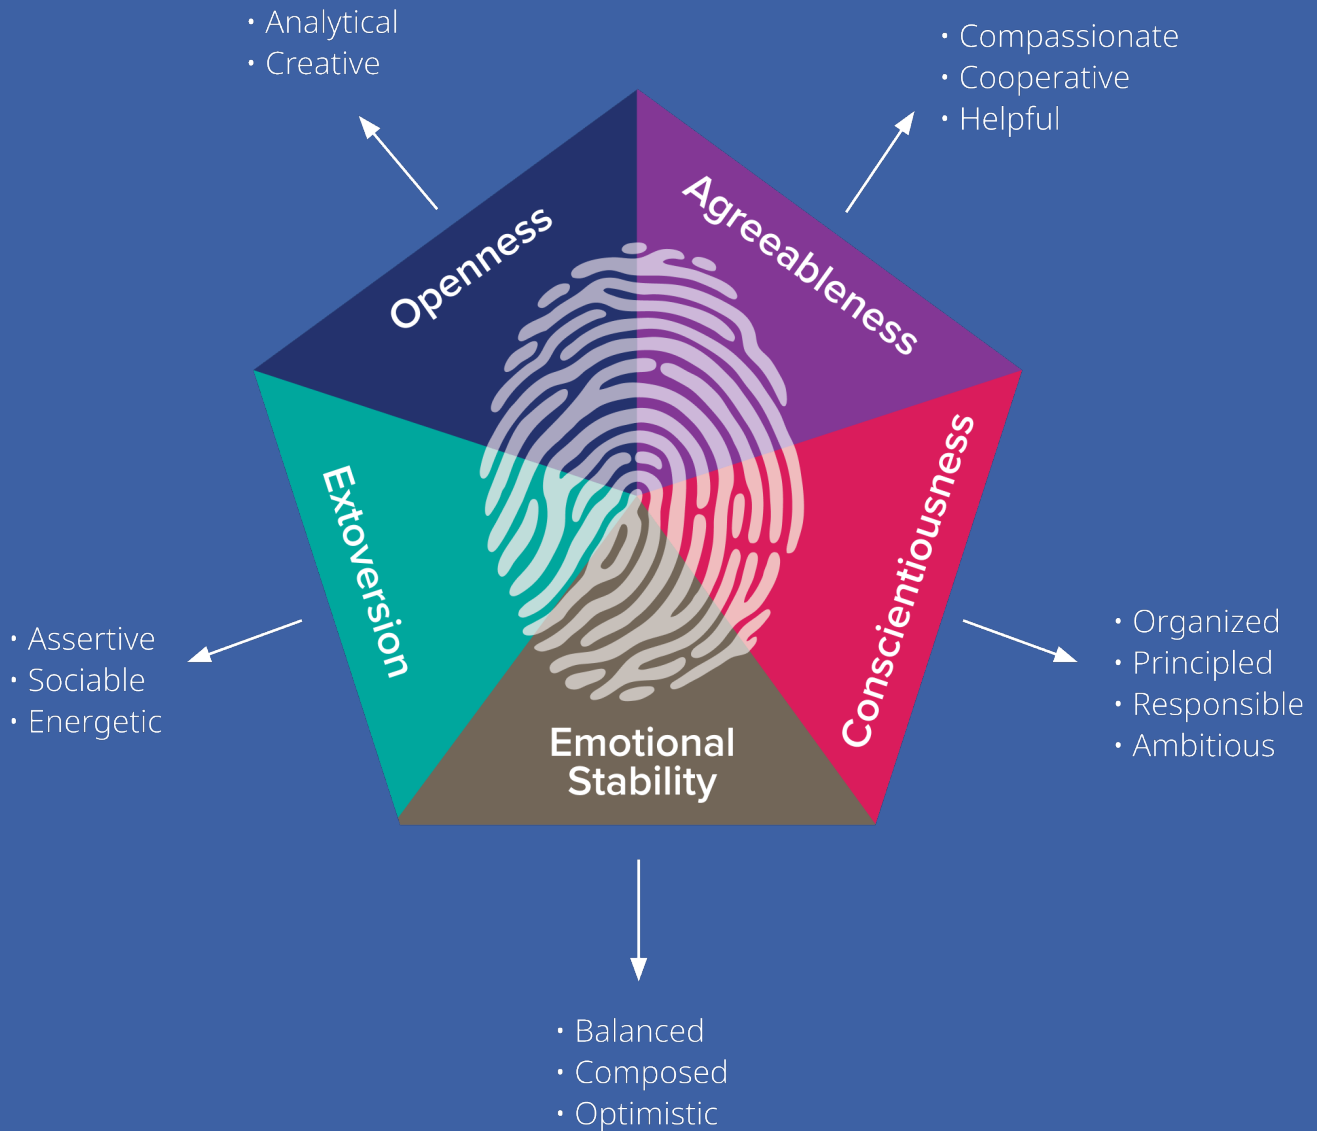 • Analytical
• Creative
• Compassionate
• Cooperative
• Helpful
Openness
Agreeableness
Extoversion
Conscientiousness
Emotional
Stability
• Assertive
• Sociable
• Energetic
• Organized
• Principled
• Responsible
• Ambitious
• Balanced
• Composed
• Optimistic